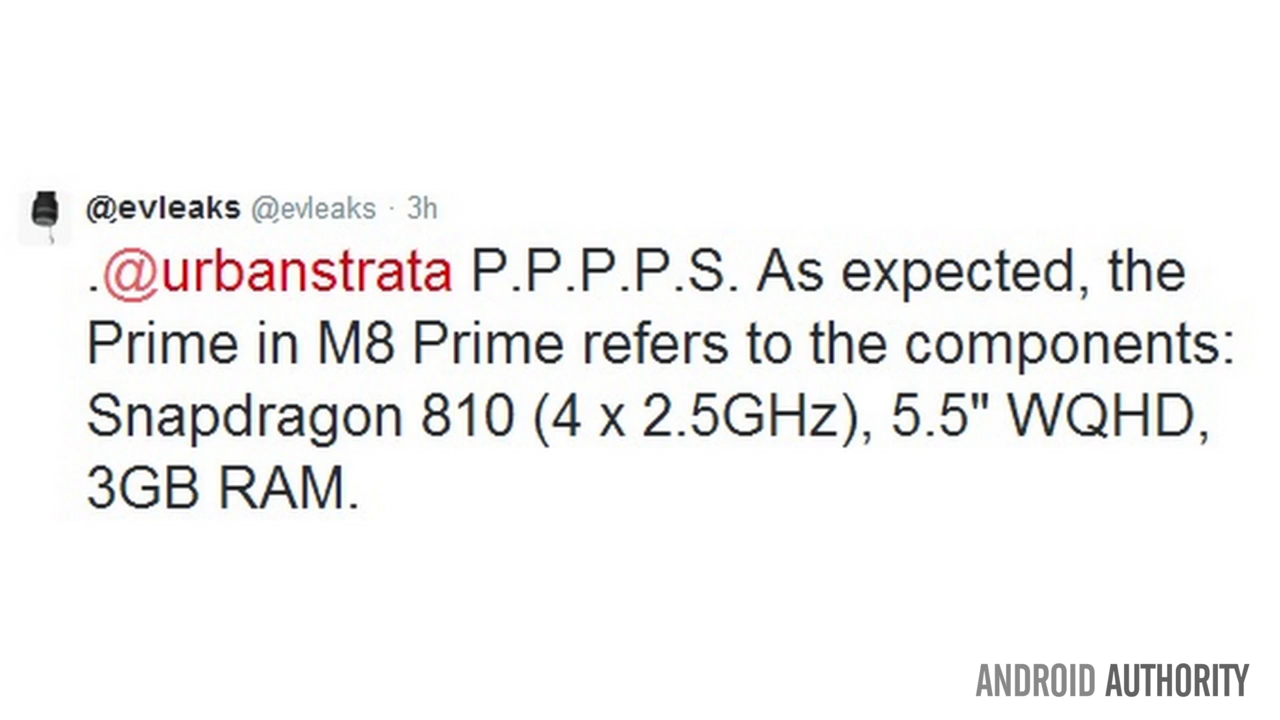 @evleaks @evleaks · 3h
.@urbanstrata P.P.P.P.S. As expected, the
Prime in M8 Prime refers to the components:
Snapdragon 810 (4 x 2.5GHz), 5.5" WQHD,
3GB RAM.
ANDROID AUTHORITY